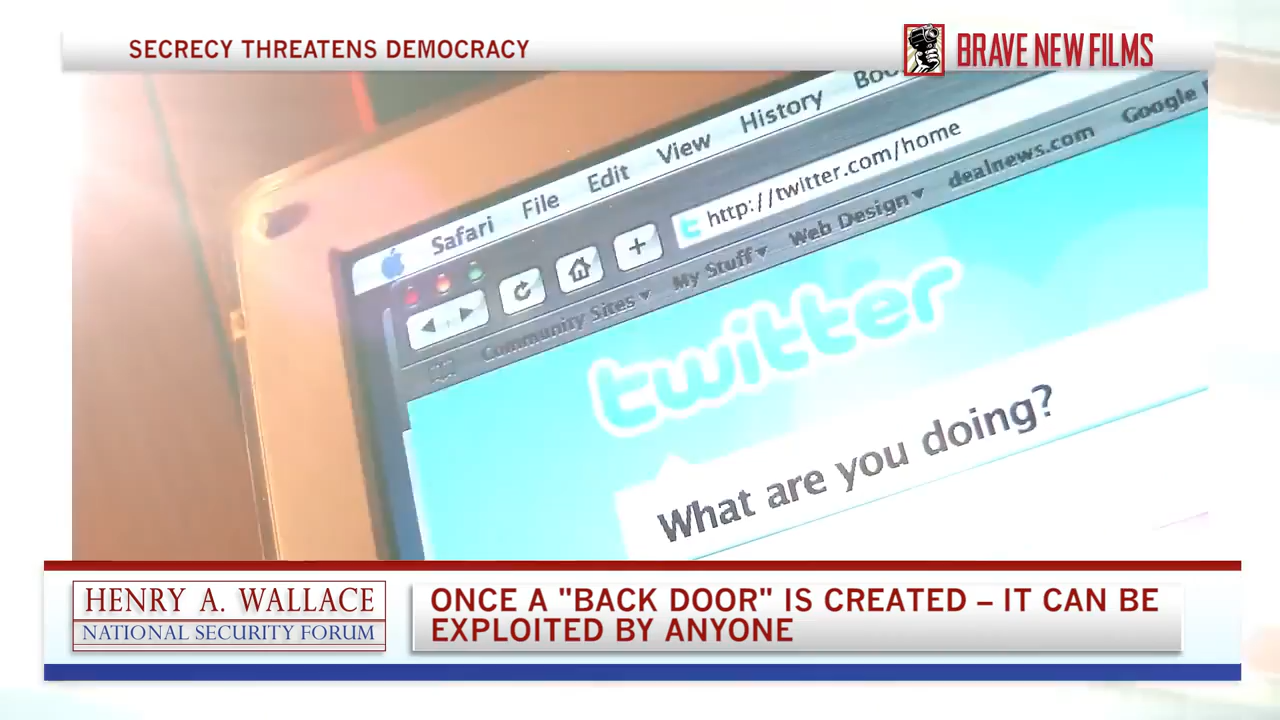 SECRECY THREATENS DEMOCRACY
BRAVE NEW FILMS
Safari File Edit View History
http://twitter.com/home
Community Sites My Stuff Web Design dealnews.com Google
twitter
What are you doing?
HENRY A. WALLACE
NATIONAL SECURITY FORUM
ONCE A "BACK DOOR" IS CREATED – IT CAN BE
EXPLOITED BY ANYONE